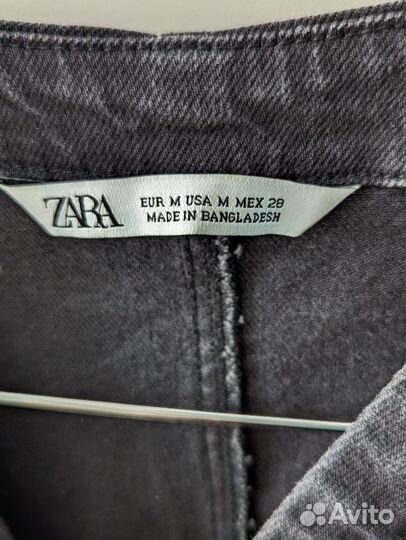 ZARA
EUR M USA M MEX 28
MADE IN BANGLADESH
Avito